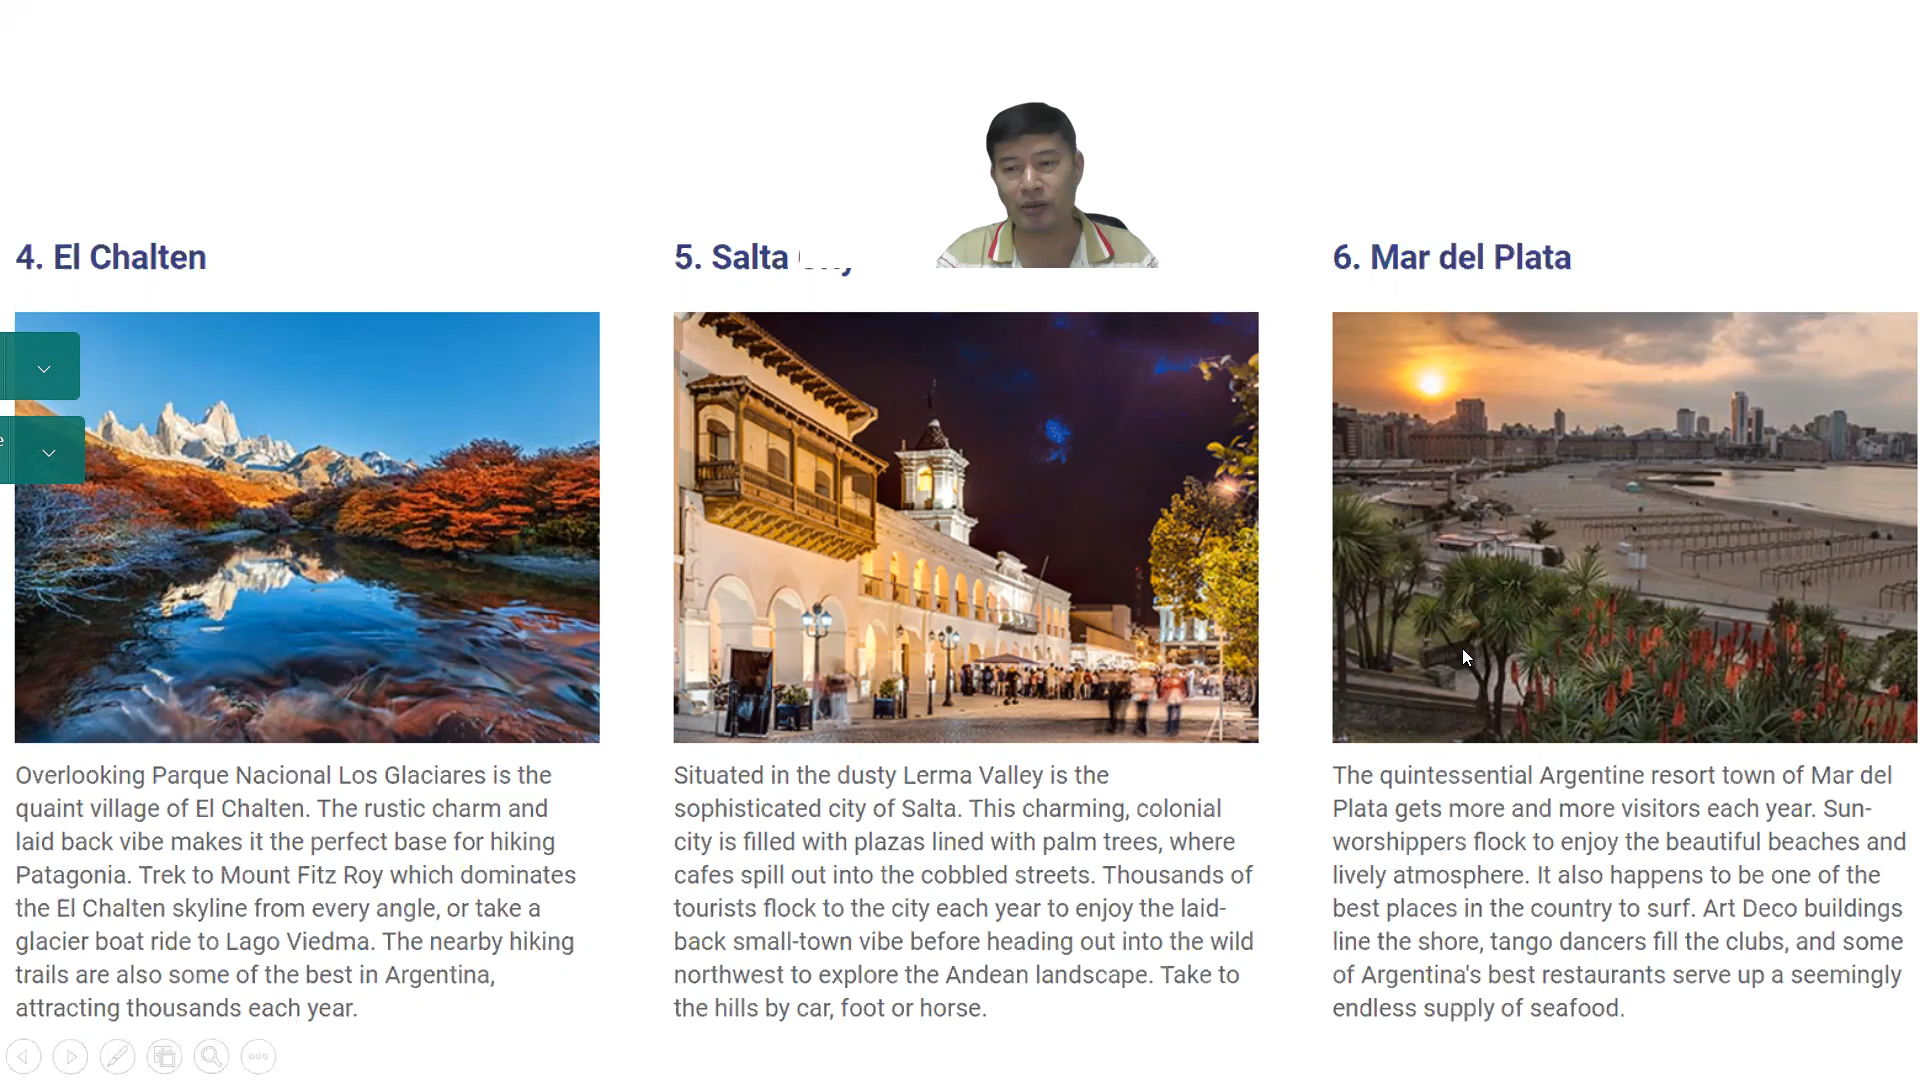 4. El Chalten
5. Salta
6. Mar del Plata
e
Overlooking Parque Nacional Los Glaciares is the
quaint village of El Chalten. The rustic charm and
laid back vibe makes it the perfect base for hiking
Patagonia. Trek to Mount Fitz Roy which dominates
the El Chalten skyline from every angle, or take a
glacier boat ride to Lago Viedma. The nearby hiking
trails are also some of the best in Argentina,
attracting thousands each year.
Situated in the dusty Lerma Valley is the
sophisticated city of Salta. This charming, colonial
city is filled with plazas lined with palm trees, where
cafes spill out into the cobbled streets. Thousands of
tourists flock to the city each year to enjoy the laid-
back small-town vibe before heading out into the wild
northwest to explore the Andean landscape. Take to
the hills by car, foot or horse.
The quintessential Argentine resort town of Mar del
Plata gets more and more visitors each year. Sun-
worshippers flock to enjoy the beautiful beaches and
lively atmosphere. It also happens to be one of the
best places in the country to surf. Art Deco buildings
line the shore, tango dancers fill the clubs, and some
of Argentina's best restaurants serve up a seemingly
endless supply of seafood.